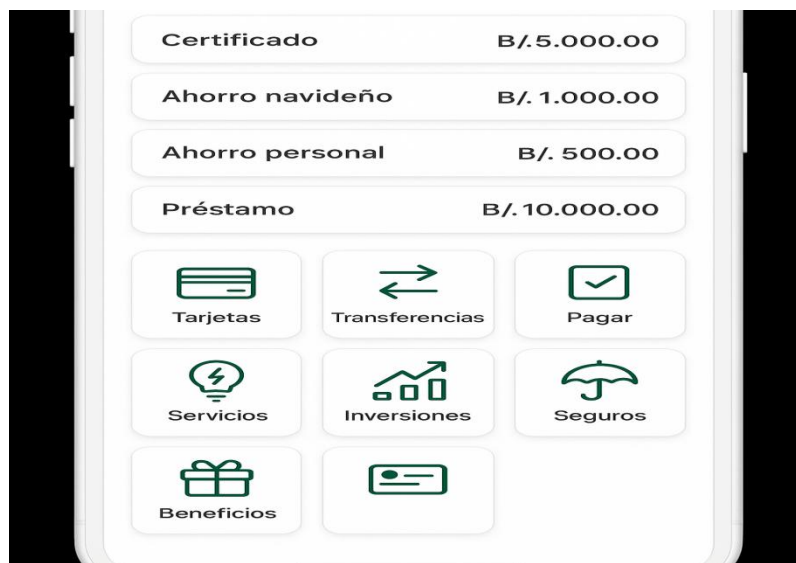 Certificado B/.5.000.00
Ahorro navideño B/. 1.000.00
Ahorro personal B/. 500.00
Préstamo B/.10.000.00
Tarjetas Transferencias Pagar
Servicios Inversiones Seguros
Beneficios